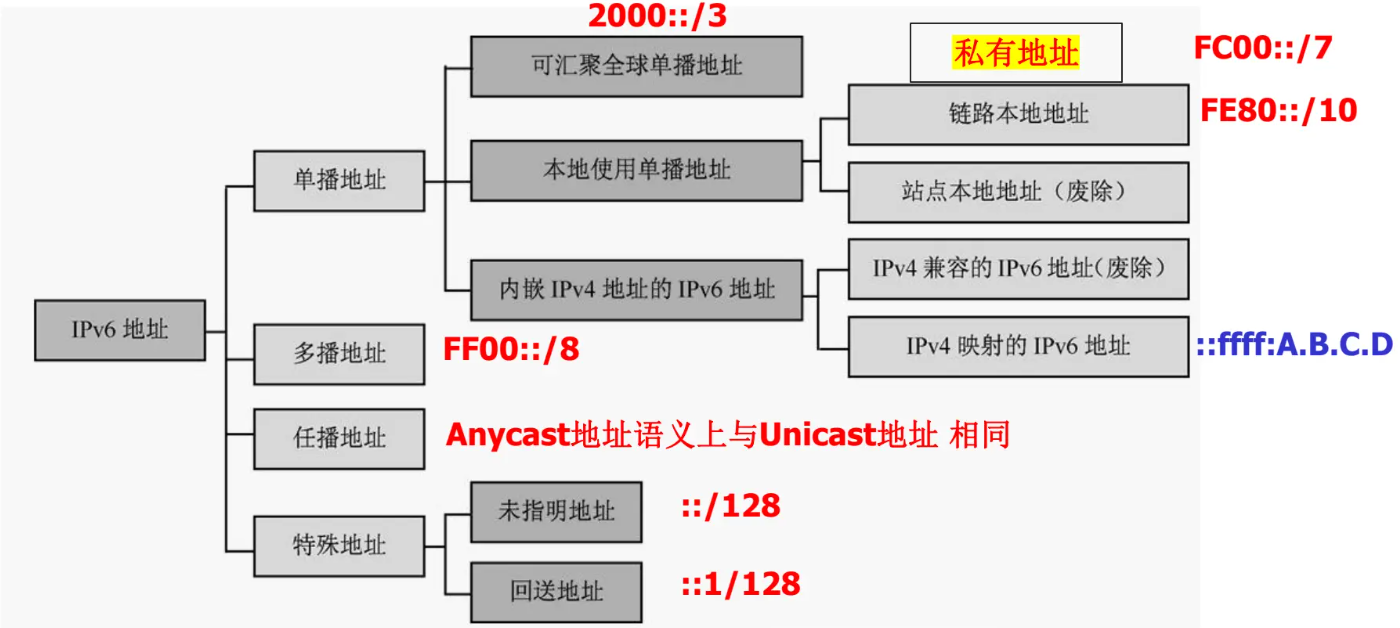 2000::/3
可汇聚全球单播地址
私有地址
FC00::/7
链路本地地址
FE80::/10
单播地址
本地使用单播地址
站点本地地址（废除）
内嵌 IPv4 地址的 IPv6 地址
IPv4 兼容的 IPv6 地址（废除）
IPv6 地址
多播地址
FF00::/8
IPv4 映射的 IPv6 地址
::ffff:A.B.C.D
任播地址
Anycast地址语义上与Unicast地址 相同
未指明地址
::/128
特殊地址
回送地址
::1/128